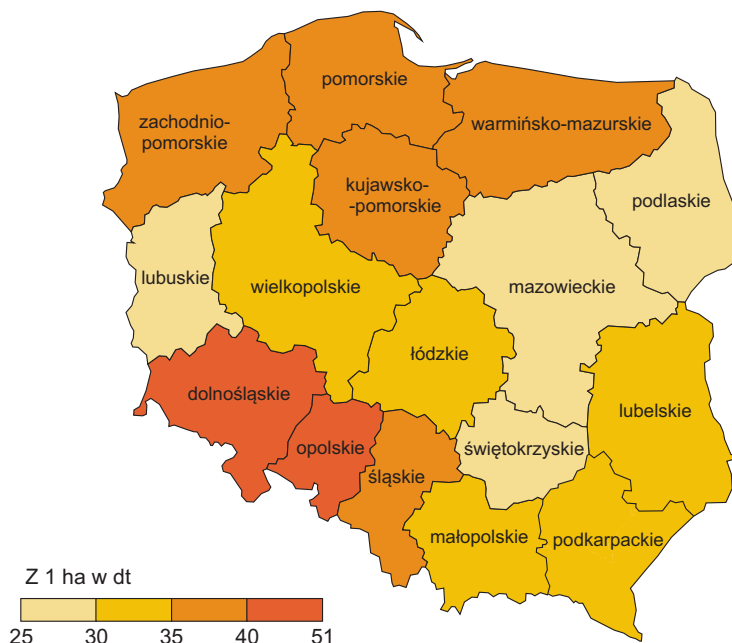 pomorskie
zachodnio-
pomorskie
warmińsko-mazurskie
kujawsko-
-pomorskie
podlaskie
lubuskie
wielkopolskie
mazowieckie
łódzkie
dolnośląskie
lubelskie
opolskie
świętokrzyskie
śląskie
małopolskie
podkarpackie
Z 1 ha w dt
25 30 35 40 51